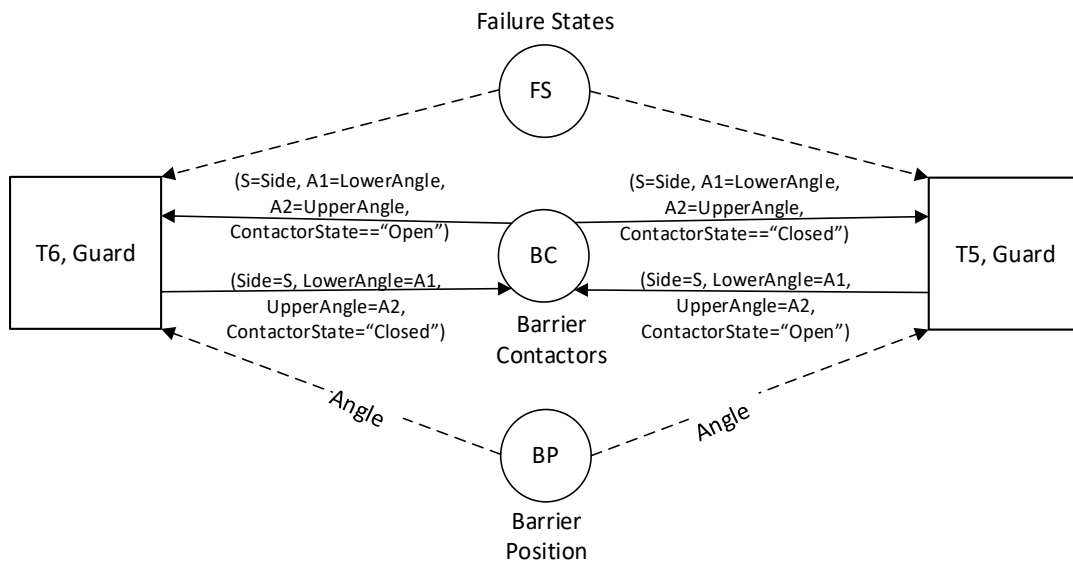 Failure States
FS
(S=Side, A1=LowerAngle,
A2=UpperAngle,
ContactorState==“Open”)
(S=Side, A1=LowerAngle,
A2=UpperAngle,
ContactorState==“Closed”)
T6, Guard
BC
T5, Guard
(Side=S, LowerAngle=A1,
UpperAngle=A2,
ContactorState=“Closed”)
(Side=S, LowerAngle=A1,
UpperAngle=A2,
ContactorState=“Open”)
Barrier
Contactors
Angle
Angle
BP
Barrier
Position